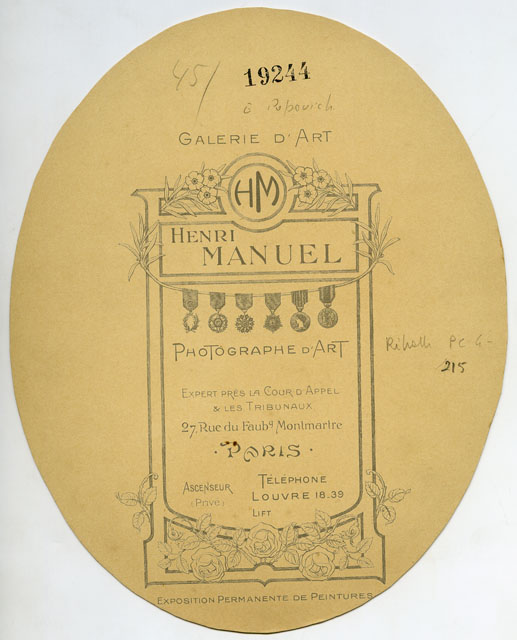 45/
19244
GALERIE D'ART
HM
HENRI
MANUEL
PHOTOGRAPHE D'ART
EXPERT PRÈS LA COUR D'APPEL
& LES TRIBUNAUX
27, Rue du Faubg Montmartre
· PARIS ·
ASCENSEUR
(Privé)
TÉLÉPHONE
LOUVRE 18.39
LIFT
EXPOSITION PERMANENTE DE PEINTURES
215